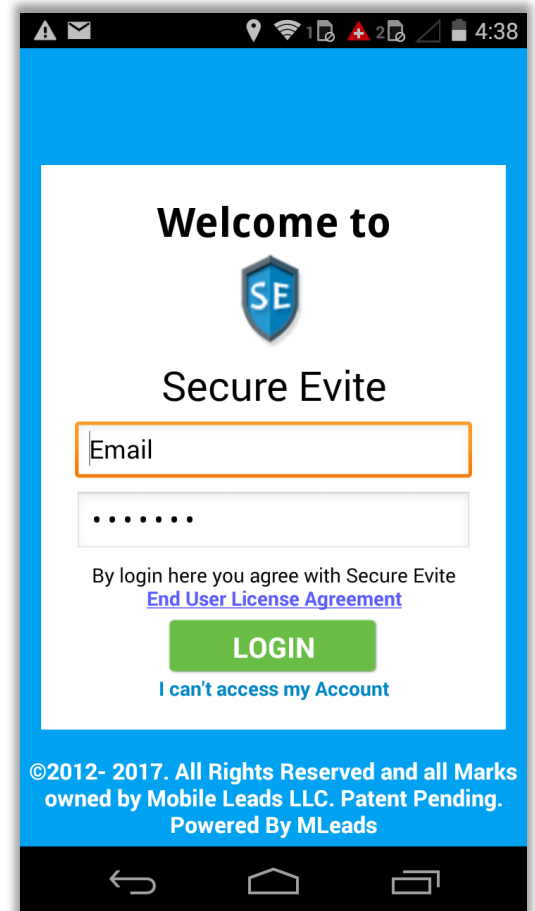 1 2 4:38
Welcome to
SE
Secure Evite
Email
•••••••
By login here you agree with Secure Evite
End User License Agreement
LOGIN
I can't access my Account
©2012- 2017. All Rights Reserved and all Marks
owned by Mobile Leads LLC. Patent Pending.
Powered By MLeads